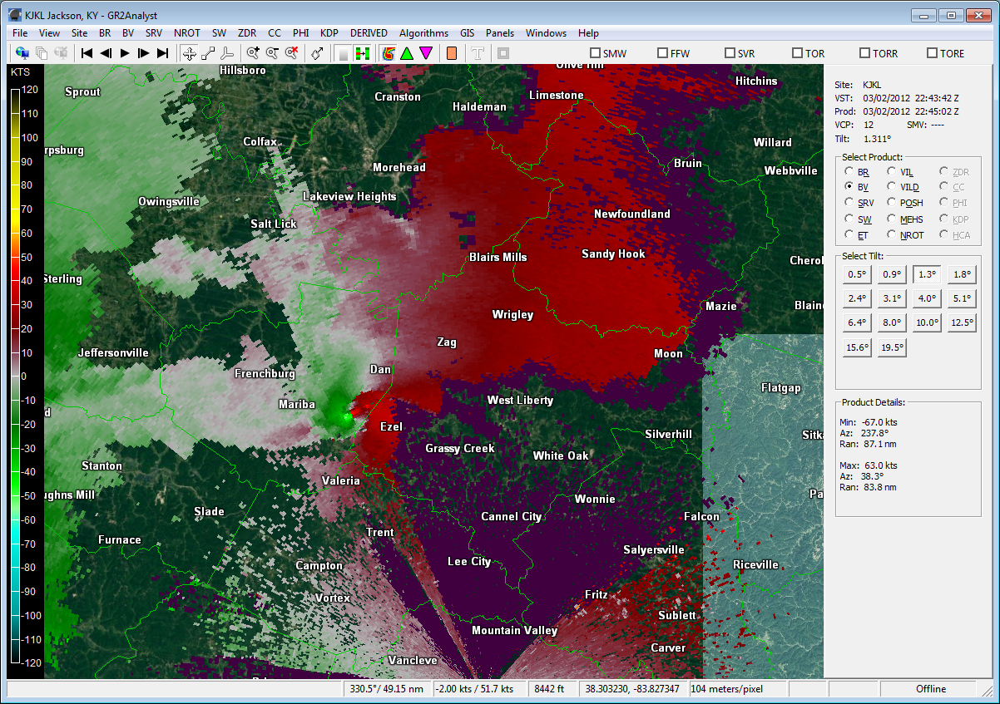 KJKL Jackson, KY - GR2Analyst
File View Site BR BV SRV NROT SW ZDR CC PHI KDP DERIVED Algorithms GIS Panels Windows Help
SMW FFW SVR TOR TORR TORE
KTS
120
110
100
90
80
70
60
50
40
30
20
10
0
-10
-20
-30
-40
-50
-60
-70
-80
-90
-100
-110
-120
Olive Hill
Hillsboro
Hitchins
Sprout
Cranston
Limestone
Haldeman
Colfax
Willard
rpsburg
Bruin
Morehead
Webbville
Lakeview Heights
Owingsville
Newfoundland
Salt Lick
Sandy Hook
Blairs Mills
Cherok
Sterling
Mazie
Blaine
Wrigley
Zag
Jeffersonville
Moon
Dan
Frenchburg
Flatgap
West Liberty
Mariba
d
Ezel
Silverhill
Sitka
Grassy Creek
White Oak
Stanton
Valeria
ughns Mill
Pa
Wonnie
Slade
Cannel City
Falcon
Trent
Furnace
Salyersville
Lee City
Campton
Riceville
Vortex
Fritz
Sublett
Mountain Valley
Carver
Vancleve
Site: KJKL
VST: 03/02/2012 22:43:42 Z
Prod: 03/02/2012 22:45:02 Z
VCP: 12 SMV: ----
Tilt: 1.311°
Select Product:
BR VIL ZDR
BV VILD CC
SRV POSH PHI
SW MEHS KDP
ET NROT HCA
Select Tilt:
0.5° 0.9° 1.3° 1.8°
2.4° 3.1° 4.0° 5.1°
6.4° 8.0° 10.0° 12.5°
15.6° 19.5°
Product Details:
Min: -67.0 kts
Az: 237.8°
Ran: 87.1 nm
Max: 63.0 kts
Az: 38.3°
Ran: 83.8 nm
330.5°/ 49.15 nm -2.00 kts / 51.7 kts 8442 ft 38.303230, -83.827347 104 meters/pixel Offline